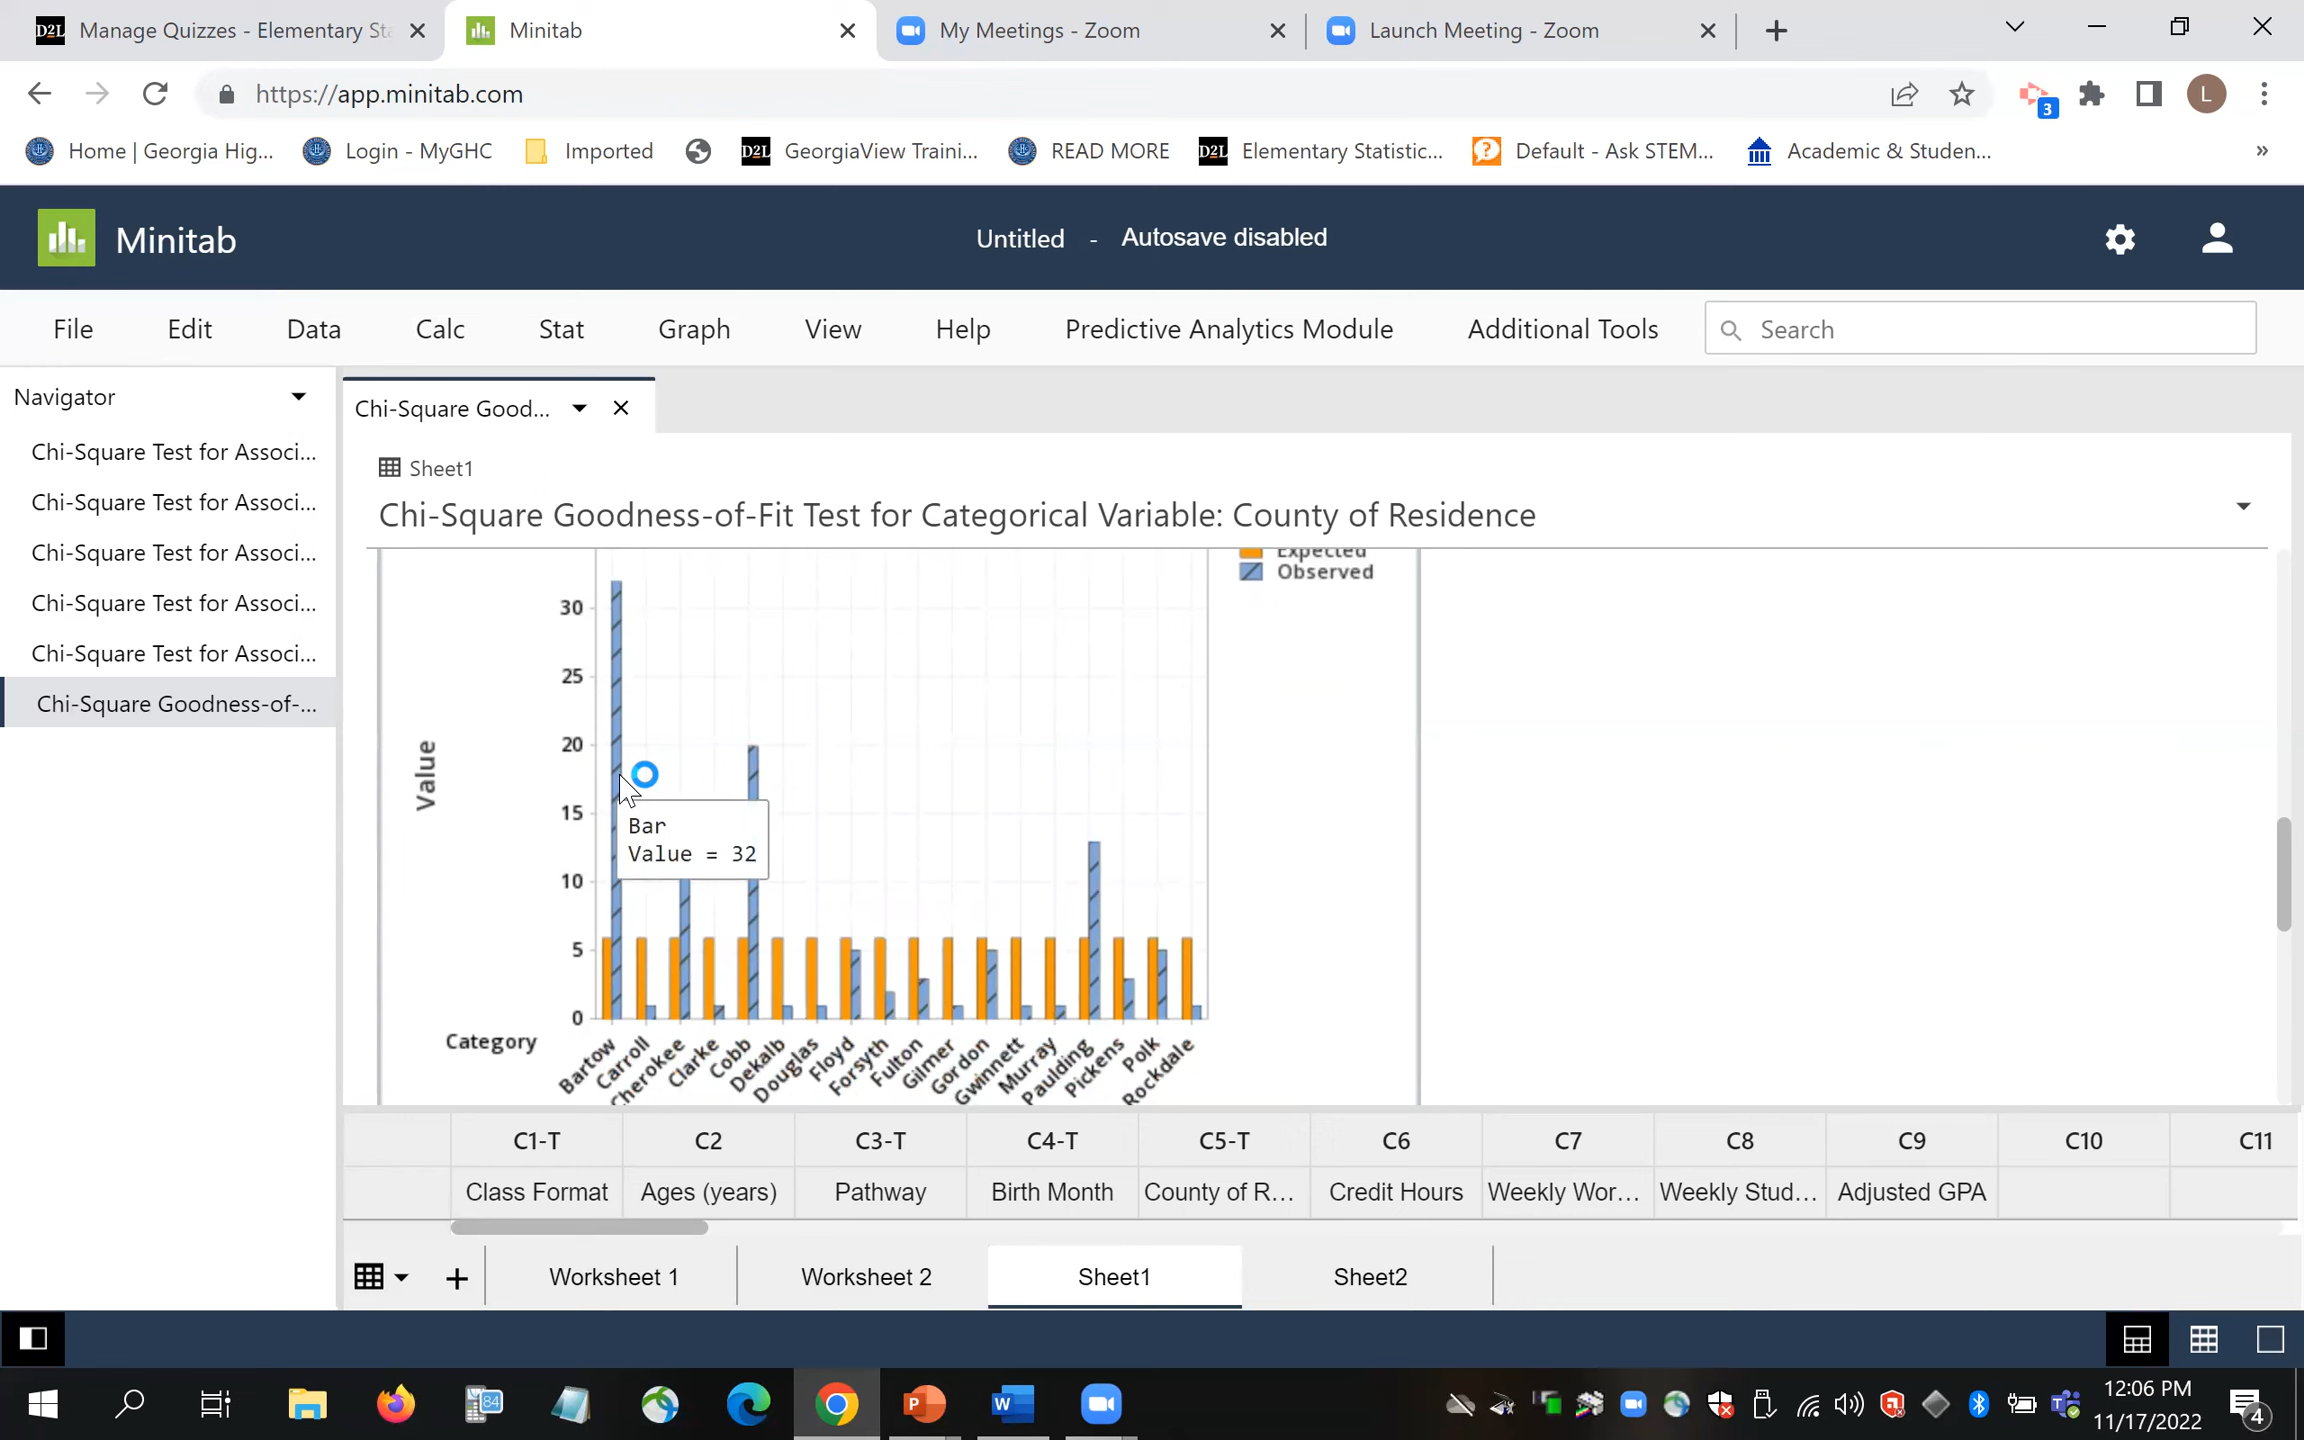 D2L Manage Quizzes - Elementary Sta
Minitab
My Meetings - Zoom
Launch Meeting - Zoom
https://app.minitab.com
L
3
Home | Georgia Hig...
Login - MyGHC
Imported
D2L GeorgiaView Traini...
READ MORE
D2L Elementary Statistic...
Default - Ask STEM...
Academic & Studen...
»
Minitab
Untitled - Autosave disabled
File Edit Data Calc Stat Graph View Help Predictive Analytics Module Additional Tools Search
Navigator
Chi-Square Test for Associ...
Chi-Square Test for Associ...
Chi-Square Test for Associ...
Chi-Square Test for Associ...
Chi-Square Test for Associ...
Chi-Square Goodness-of-...
Chi-Square Good...
Sheet1
Chi-Square Goodness-of-Fit Test for Categorical Variable: County of Residence
Expected
Observed
30
25
20
15
10
5
0
Value
Bar
Value = 32
Category
Bartow
Carroll
Cherokee
Clarke
Cobb
Dekalb
Douglas
Floyd
Forsyth
Fulton
Gilmer
Gordon
Gwinnett
Murray
Paulding
Pickens
Polk
Rockdale
C1-T C2 C3-T C4-T C5-T C6 C7 C8 C9 C10 C11
Class Format Ages (years) Pathway Birth Month County of R... Credit Hours Weekly Wor... Weekly Stud... Adjusted GPA
Worksheet 1 Worksheet 2 Sheet1 Sheet2
84
12:06 PM
11/17/2022
4